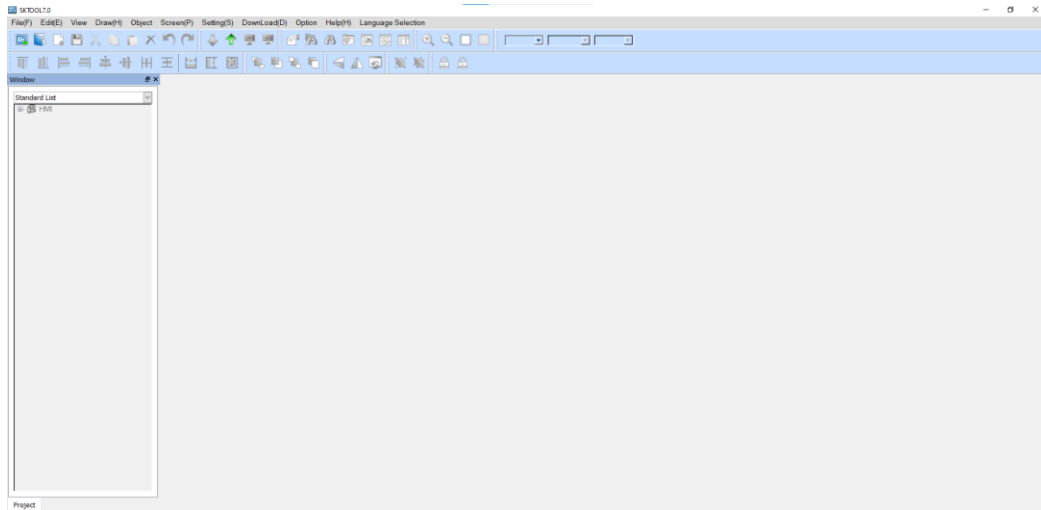 SKTOOL7.0
File(F) Edit(E) View Draw(H) Object Screen(P) Setting(S) DownLoad(D) Option Help(H) Language Selection
Window
Standard List
HMI
Project